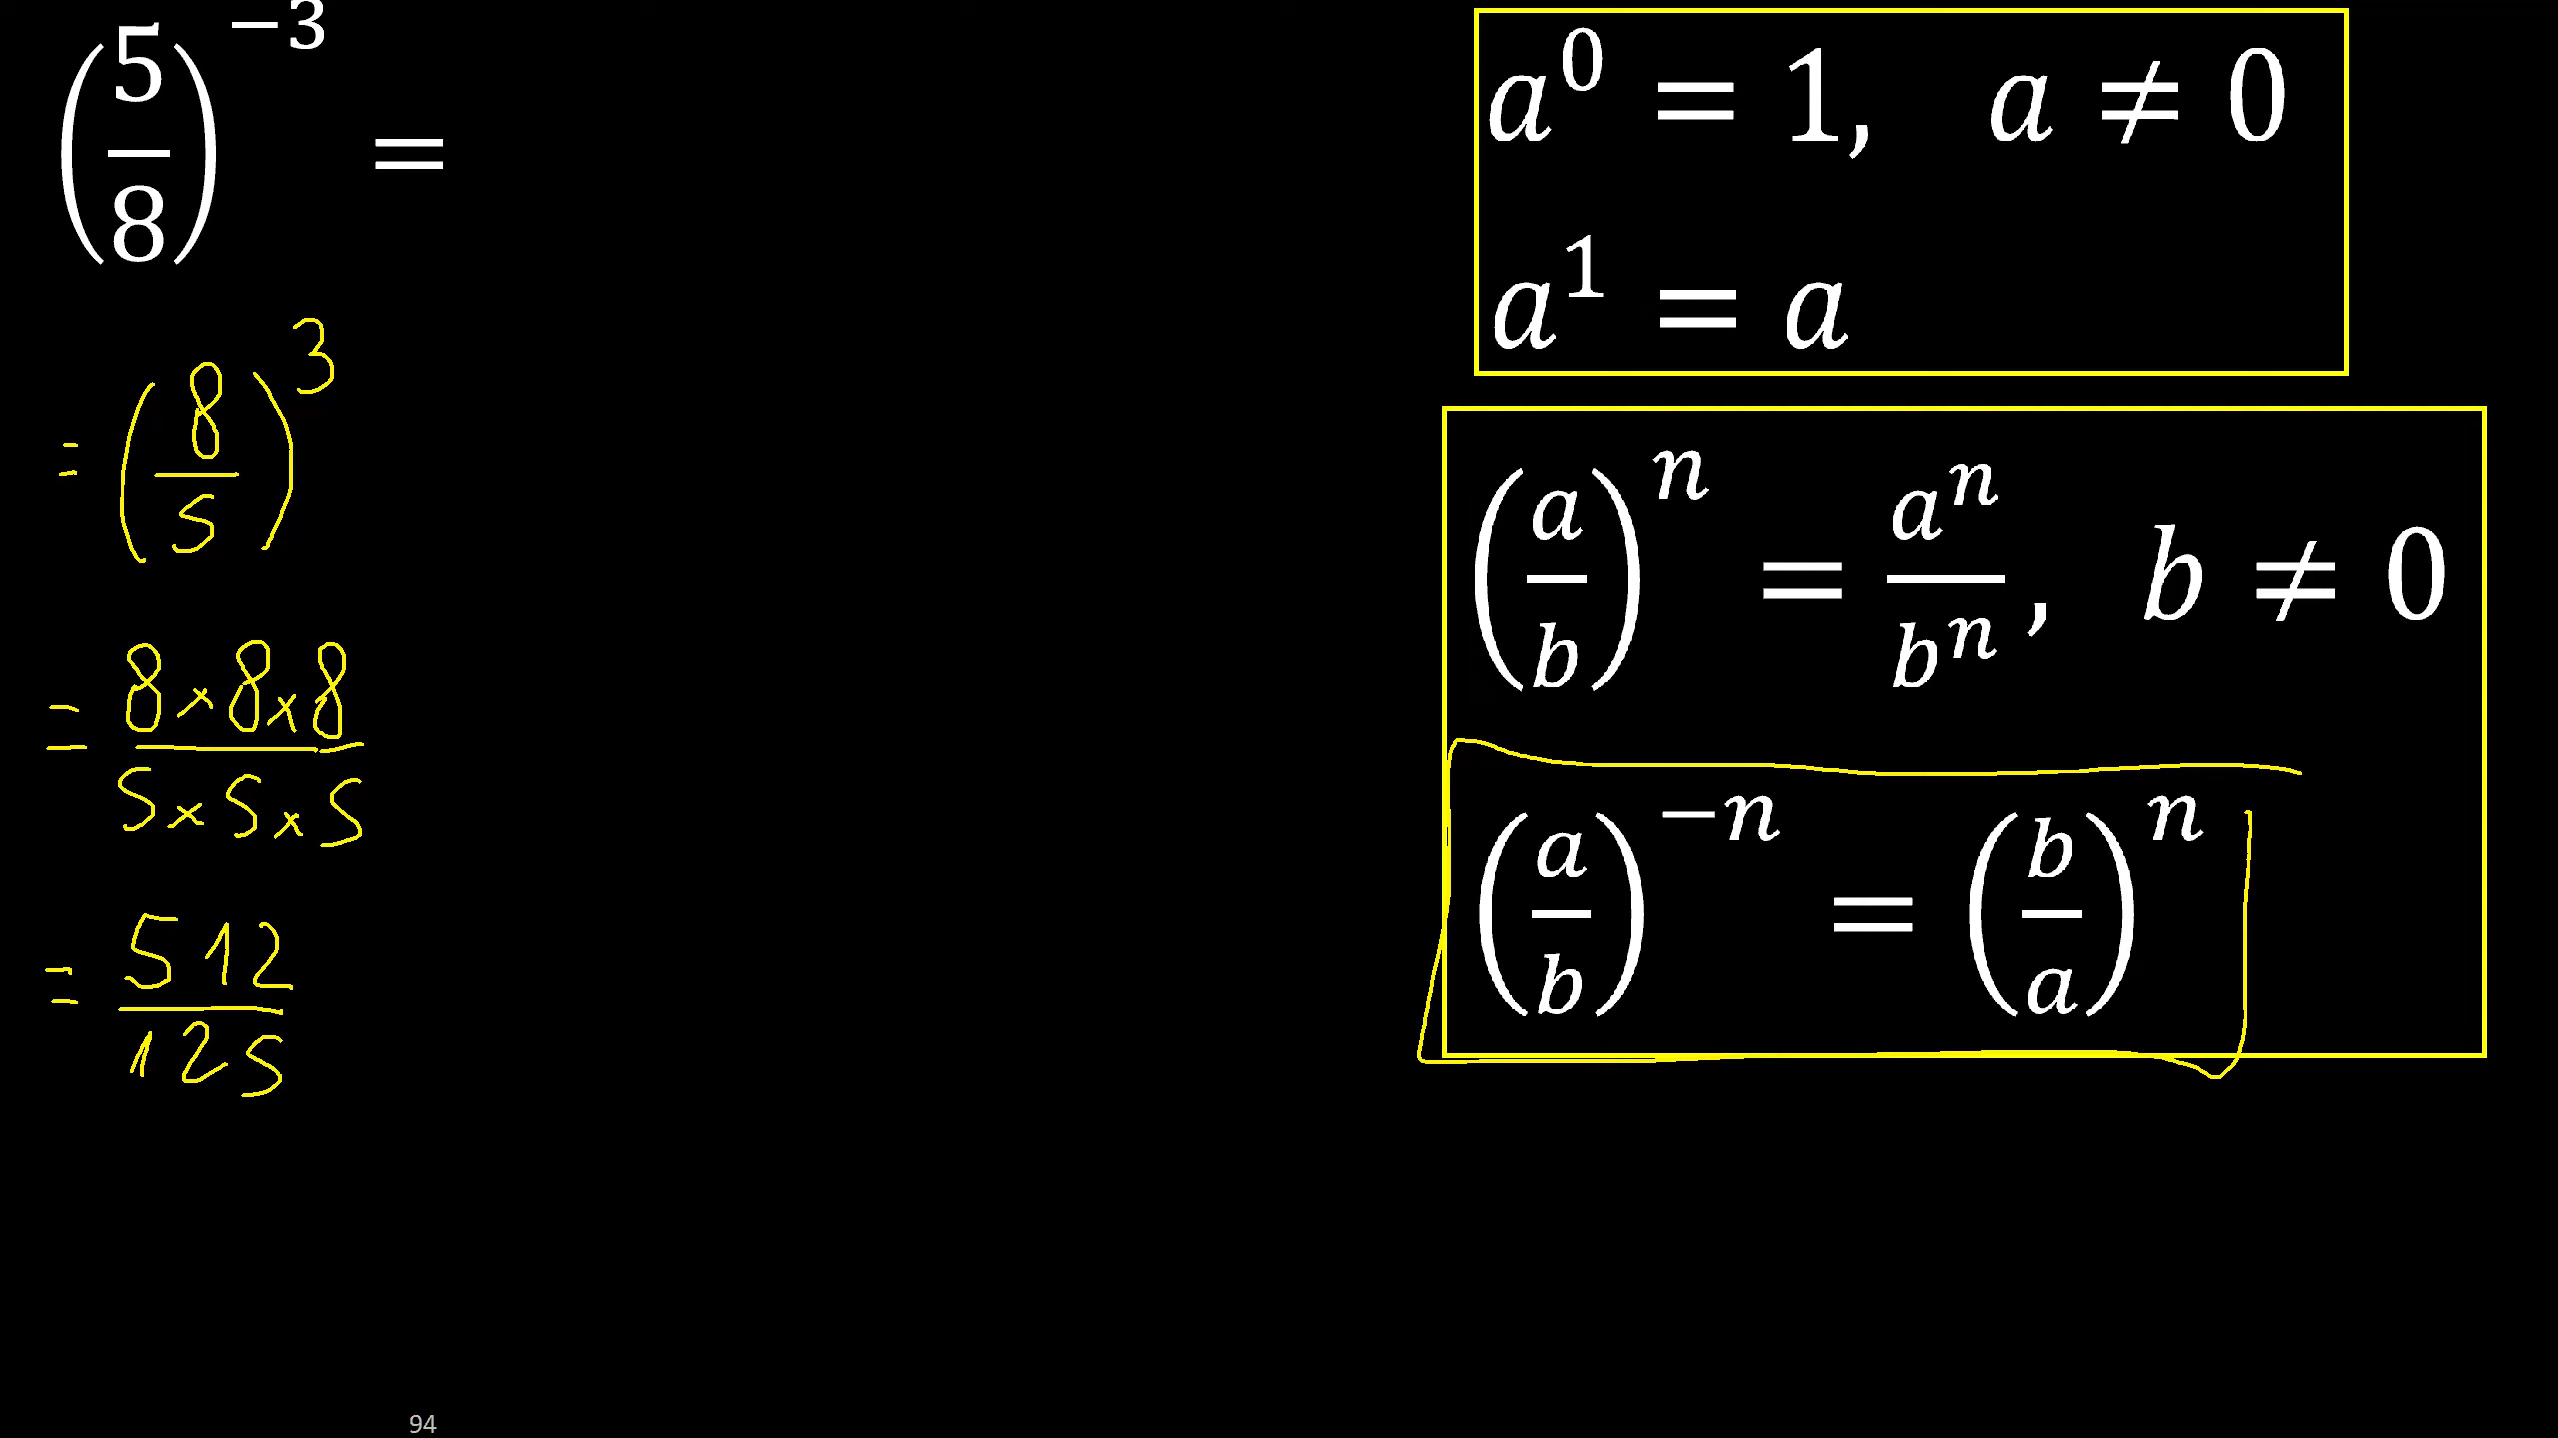 (5/8)^{-3} =
= (8/5)^3
= 8×8×8 / 5×5×5
= 512/125
a^0 = 1, a ≠ 0
a^1 = a
(a/b)^n = a^n/b^n, b ≠ 0
(a/b)^{-n} = (b/a)^n
94